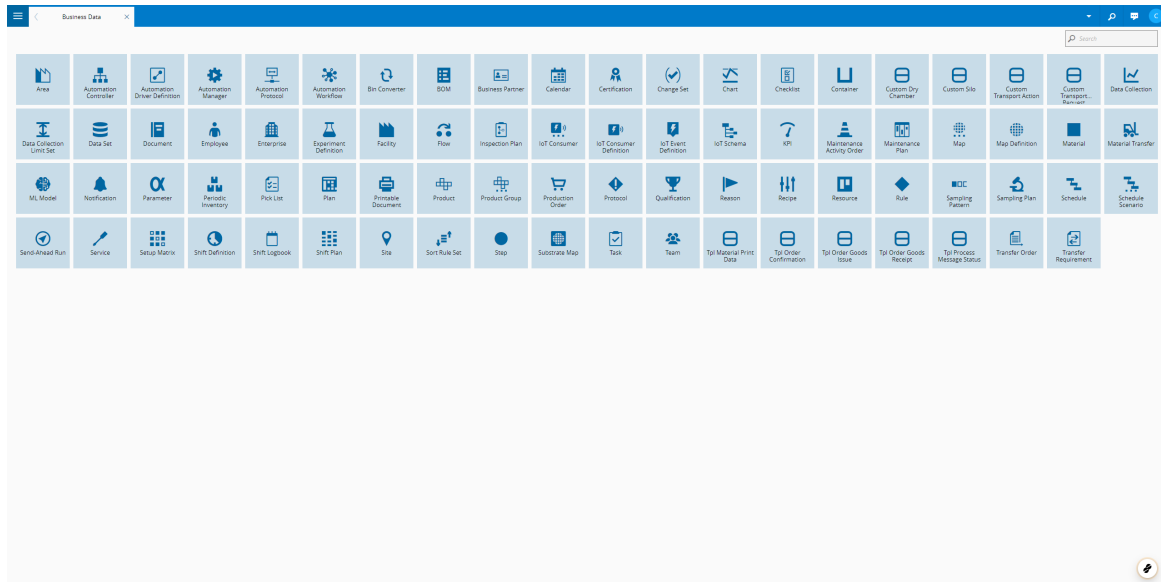 Business Data
C
Search
Area
Automation Controller
Automation Driver Definition
Automation Manager
Automation Protocol
Automation Workflow
Bin Converter
BOM
Business Partner
Calendar
Certification
Change Set
Chart
Checklist
Container
Custom Dry Chamber
Custom Silo
Custom Transport Action
Custom Transport... Request
Data Collection
Data Collection Limit Set
Data Set
Document
Employee
Enterprise
Experiment Definition
Facility
Flow
Inspection Plan
IoT Consumer
IoT Consumer Definition
IoT Event Definition
IoT Schema
KPI
Maintenance Activity Order
Maintenance Plan
Map
Map Definition
Material
Material Transfer
ML Model
Notification
Parameter
Periodic Inventory
Pick List
Plan
Printable Document
Product
Product Group
Production Order
Protocol
Qualification
Reason
Recipe
Resource
Rule
Sampling Pattern
Sampling Plan
Schedule
Schedule Scenario
Send-Ahead Run
Service
Setup Matrix
Shift Definition
Shift Logbook
Shift Plan
Site
Sort Rule Set
Step
Substrate Map
Task
Team
Tpl Material Print Data
Tpl Order Confirmation
Tpl Order Goods Issue
Tpl Order Goods Receipt
Tpl Process Message Status
Transfer Order
Transfer Requirement